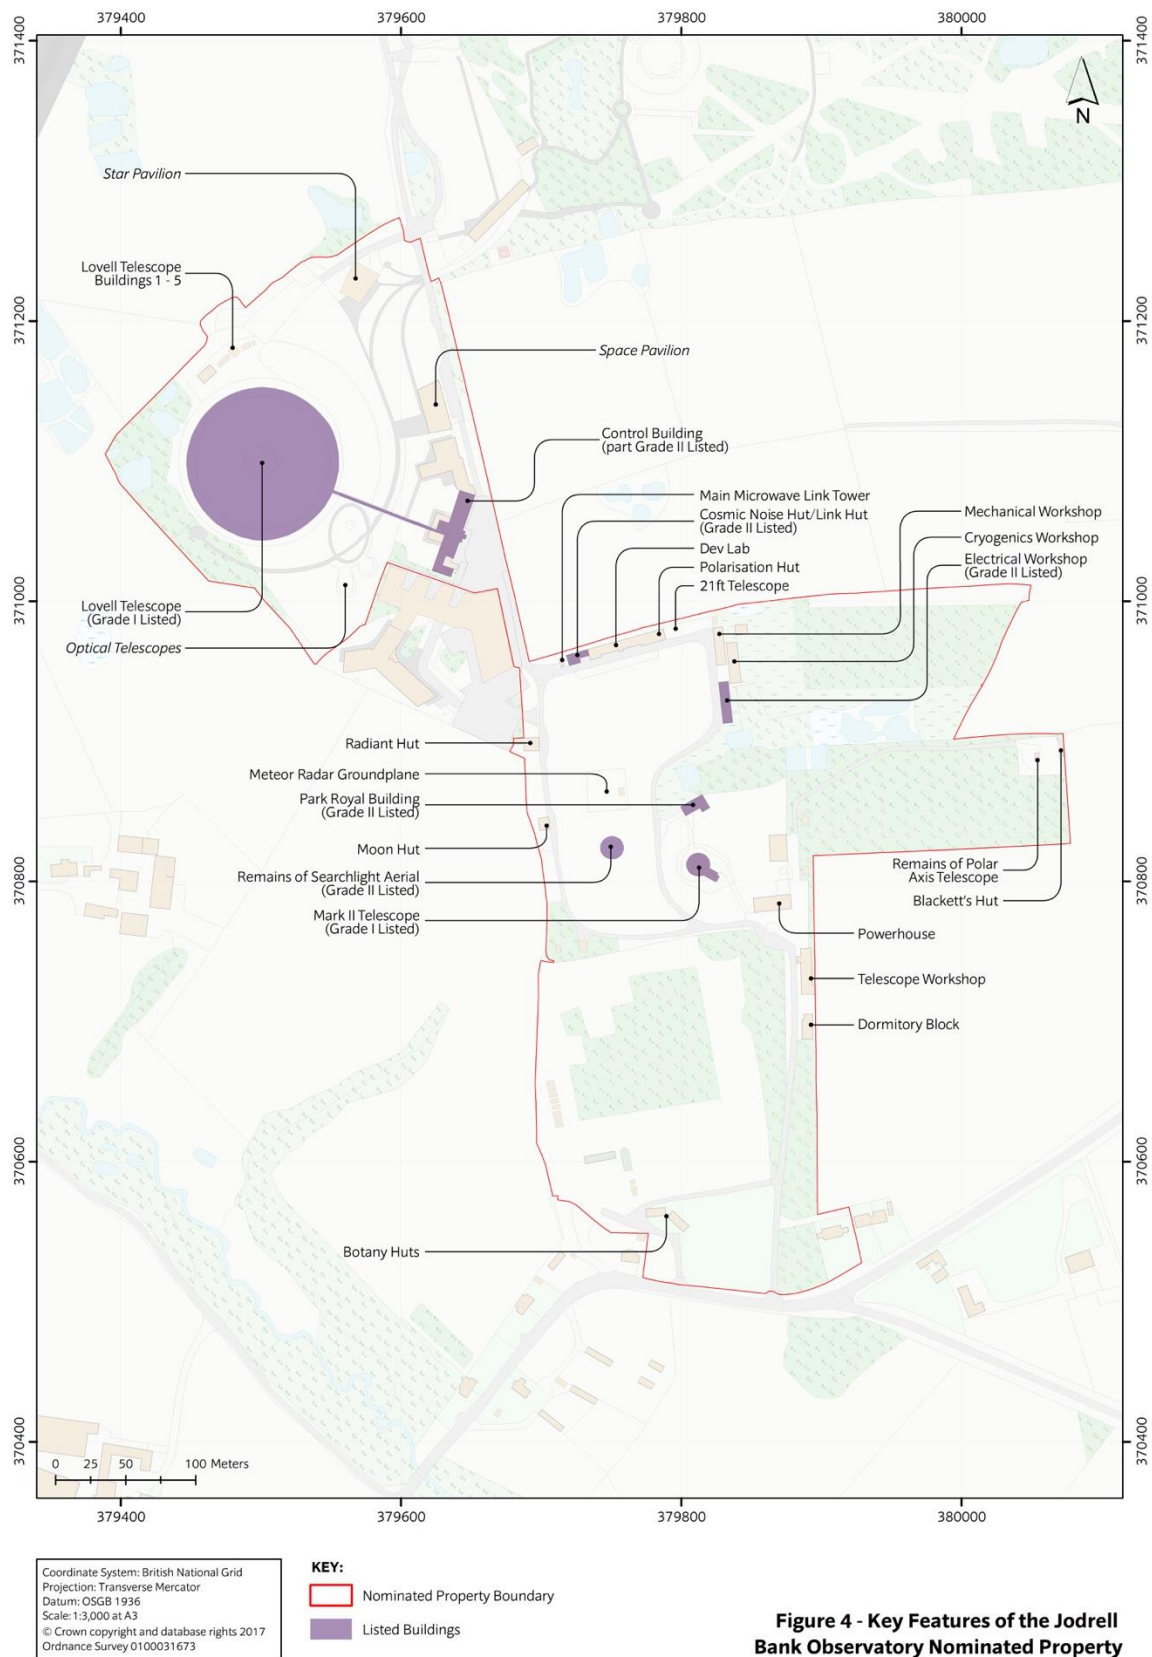 379400
379600
379800
380000
371400
371400
N
Star Pavilion
Lovell Telescope
Buildings 1 - 5
371200
371200
Space Pavilion
Control Building
(part Grade II Listed)
Main Microwave Link Tower
Cosmic Noise Hut/Link Hut
(Grade II Listed)
Dev Lab
Polarisation Hut
21ft Telescope
Mechanical Workshop
Cryogenics Workshop
Electrical Workshop
(Grade II Listed)
371000
371000
Lovell Telescope
(Grade I Listed)
Optical Telescopes
Radiant Hut
Meteor Radar Groundplane
Park Royal Building
(Grade II Listed)
Moon Hut
Remains of Searchlight Aerial
(Grade II Listed)
Mark II Telescope
(Grade I Listed)
Remains of Polar
Axis Telescope
Blackett's Hut
370800
370800
Powerhouse
Telescope Workshop
Dormitory Block
370600
370600
Botany Huts
370400
370400
0 25 50 100 Meters
379400
379600
379800
380000
Coordinate System: British National Grid
Projection: Transverse Mercator
Datum: OSGB 1936
Scale: 1:3,000 at A3
© Crown copyright and database rights 2017
Ordnance Survey 0100031673
KEY:
Nominated Property Boundary
Listed Buildings
Figure 4 - Key Features of the Jodrell
Bank Observatory Nominated Property